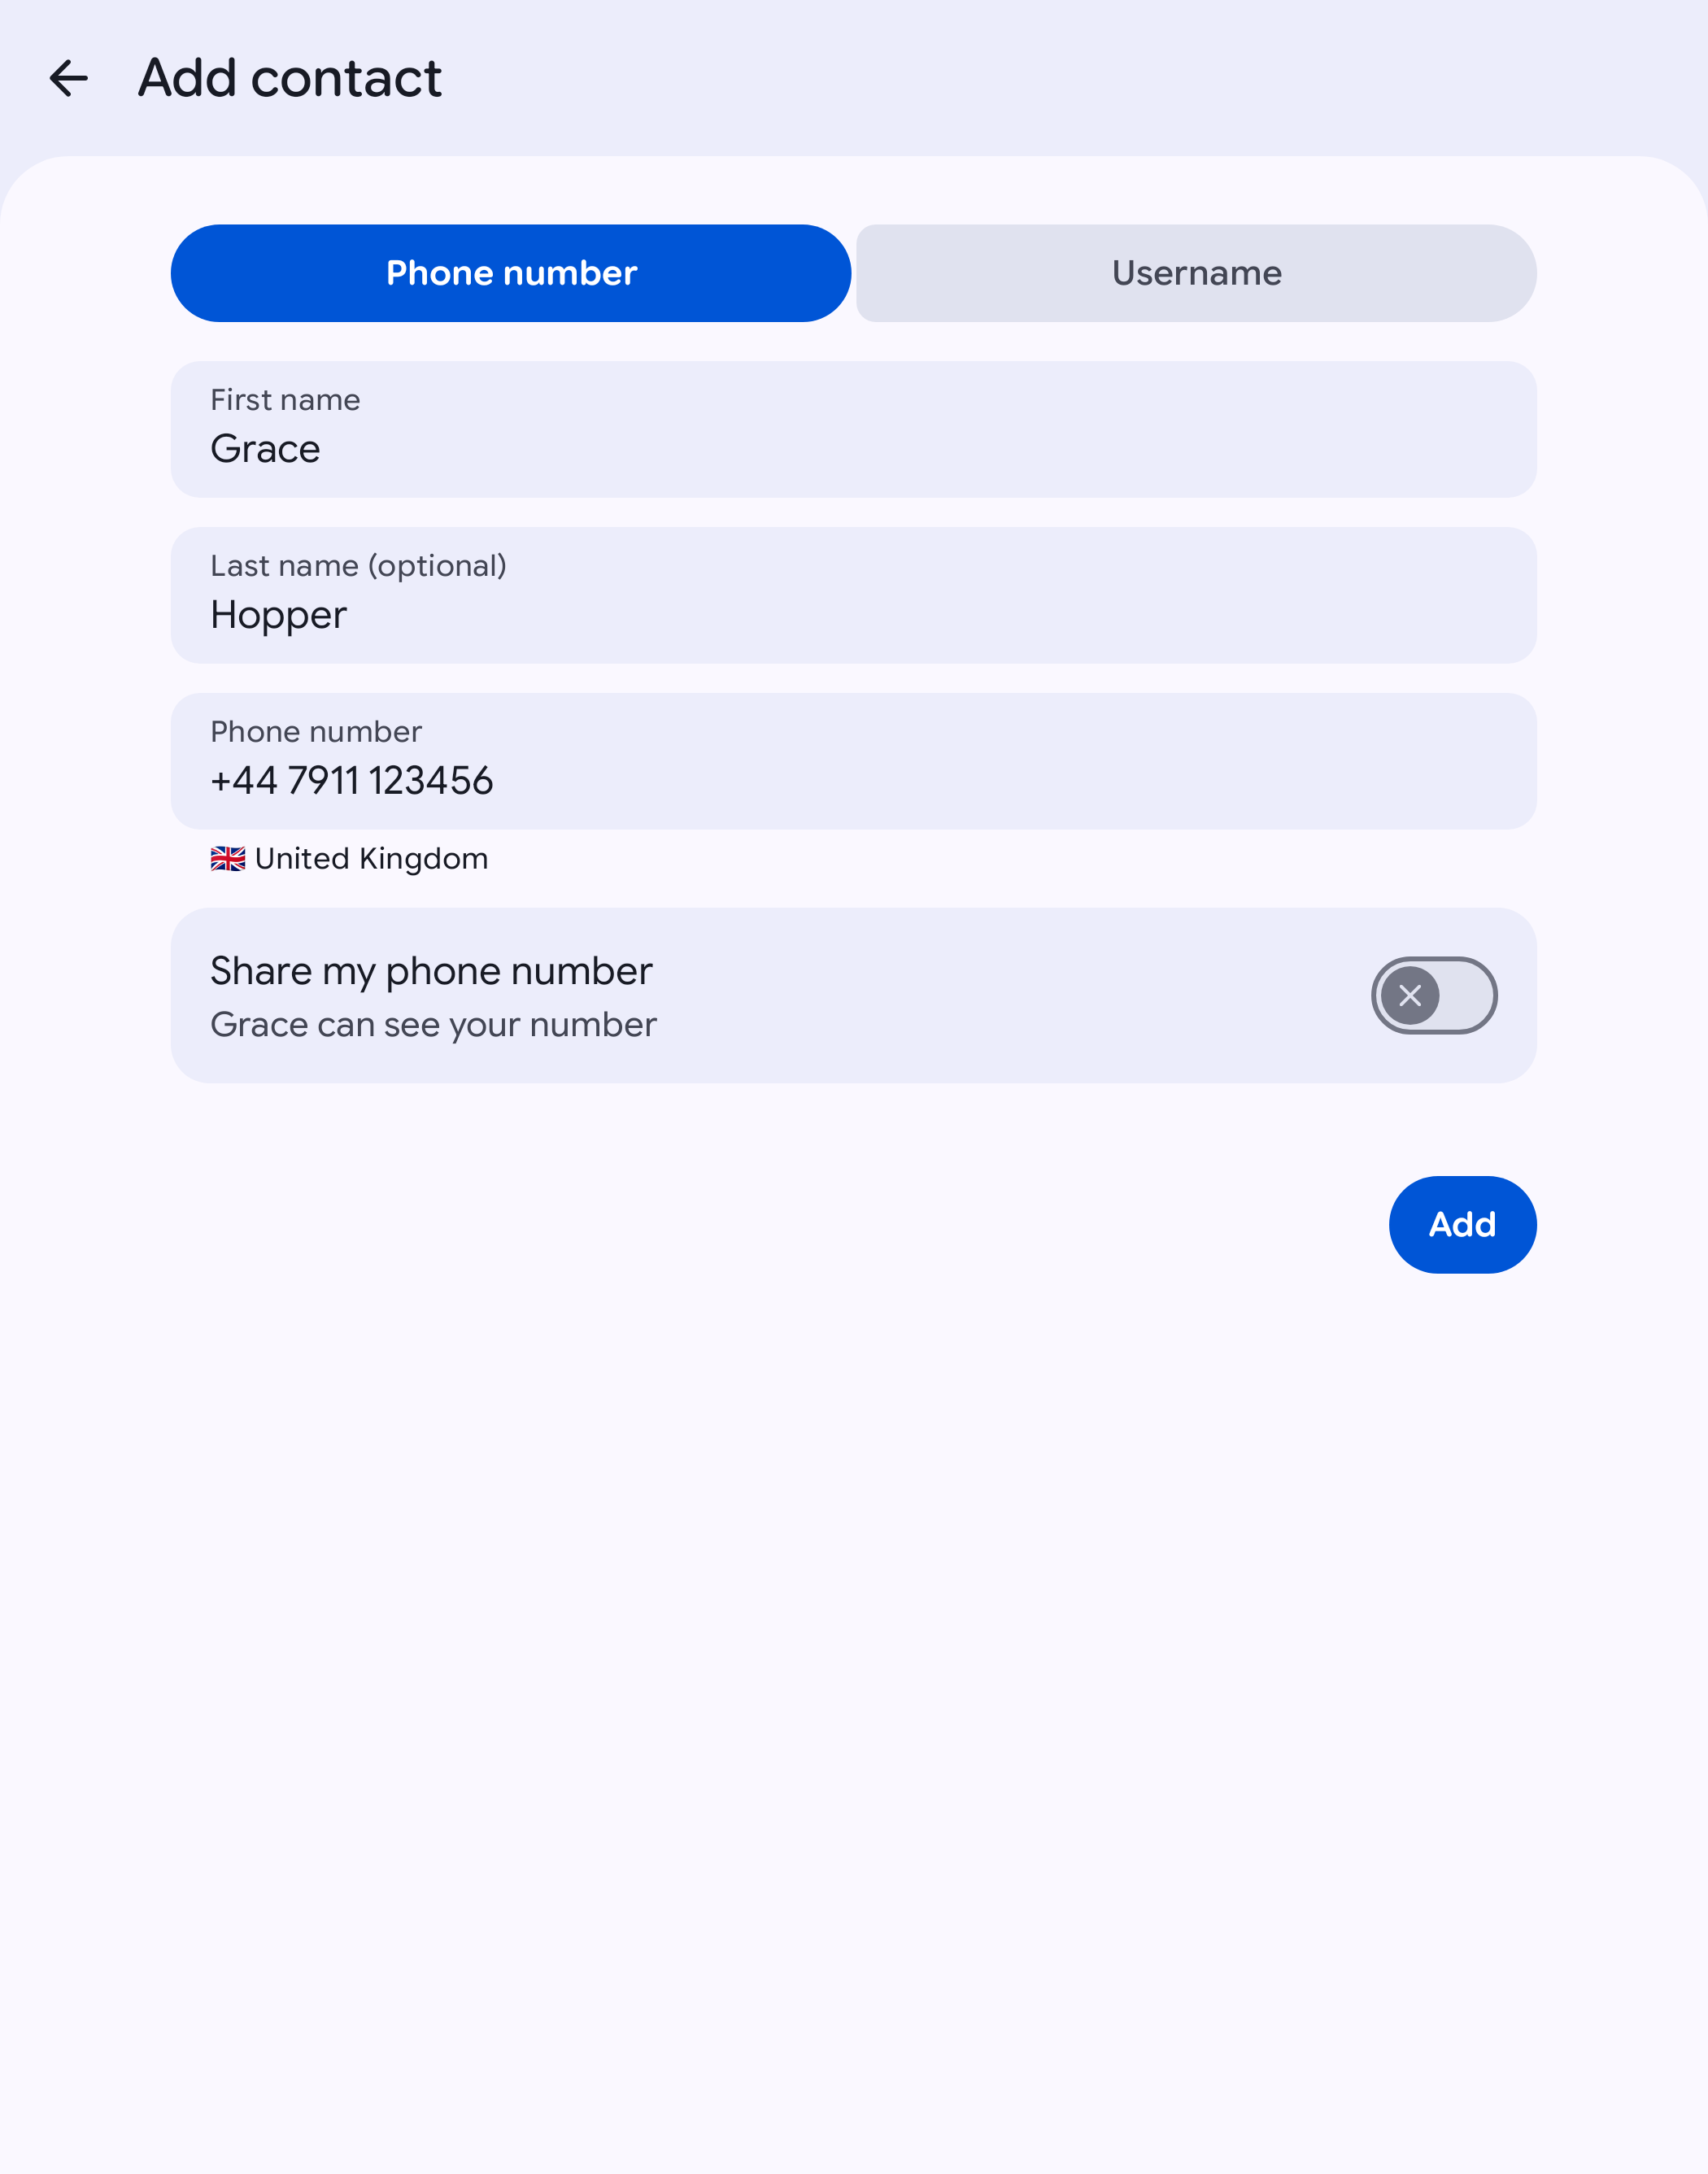 Add contact
Phone number
Username
First name
Grace
Last name (optional)
Hopper
Phone number
+44 7911 123456
🇬🇧 United Kingdom
Share my phone number
Grace can see your number
Add